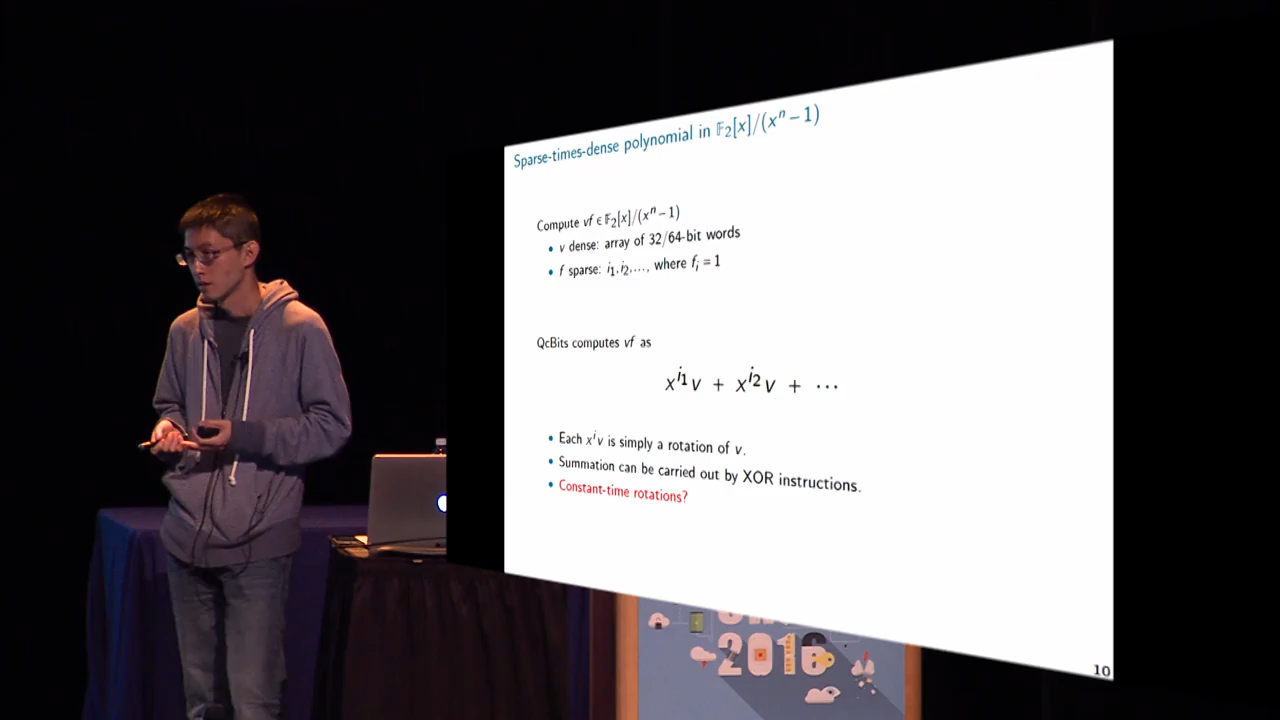 Sparse-times-dense polynomial in 𝔽₂[x]/(xⁿ − 1)
Compute vf ∈ 𝔽₂[x]/(xⁿ − 1)
• v dense: array of 32/64-bit words
• f sparse: i₁, i₂, …, where fᵢ = 1
QcBits computes vf as
x^{i₁}v + x^{i₂}v + ⋯
• Each xⁱv is simply a rotation of v.
• Summation can be carried out by XOR instructions.
• Constant-time rotations?
10
2016